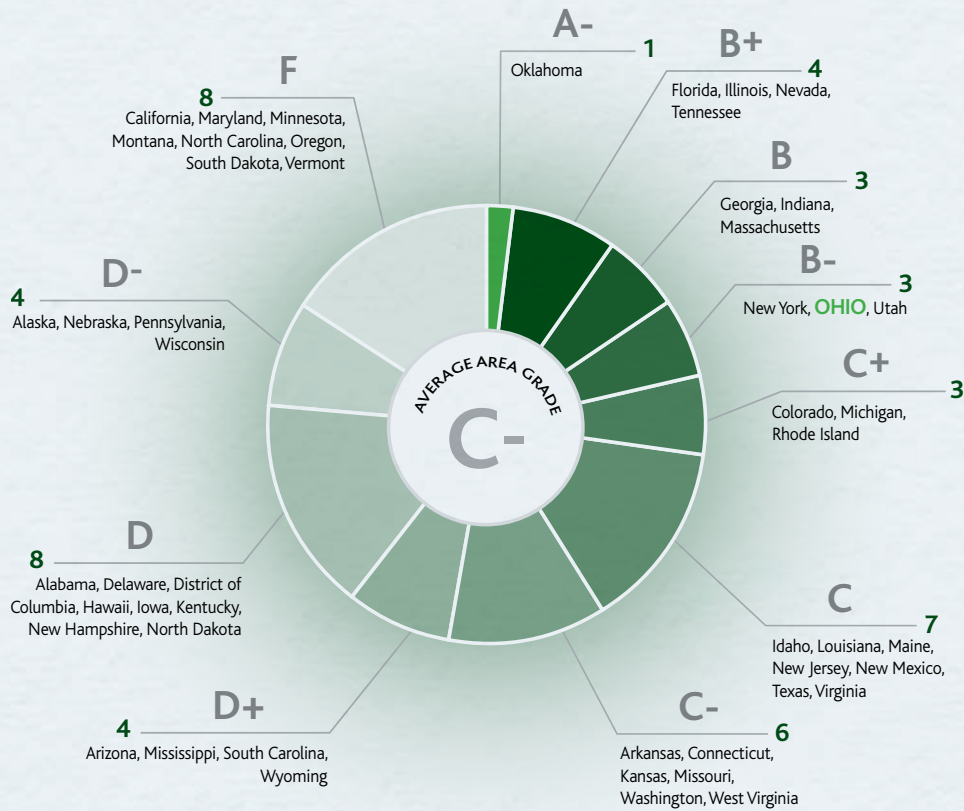 A-
1
Oklahoma
B+
4
Florida, Illinois, Nevada,
Tennessee
B
3
Georgia, Indiana,
Massachusetts
B-
3
New York, OHIO, Utah
C+
3
Colorado, Michigan,
Rhode Island
C
7
Idaho, Louisiana, Maine,
New Jersey, New Mexico,
Texas, Virginia
C-
6
Arkansas, Connecticut,
Kansas, Missouri,
Washington, West Virginia
D+
4
Arizona, Mississippi, South Carolina,
Wyoming
D
8
Alabama, Delaware, District of
Columbia, Hawaii, Iowa, Kentucky,
New Hampshire, North Dakota
D-
4
Alaska, Nebraska, Pennsylvania,
Wisconsin
F
8
California, Maryland, Minnesota,
Montana, North Carolina, Oregon,
South Dakota, Vermont
AVERAGE AREA GRADE
C-